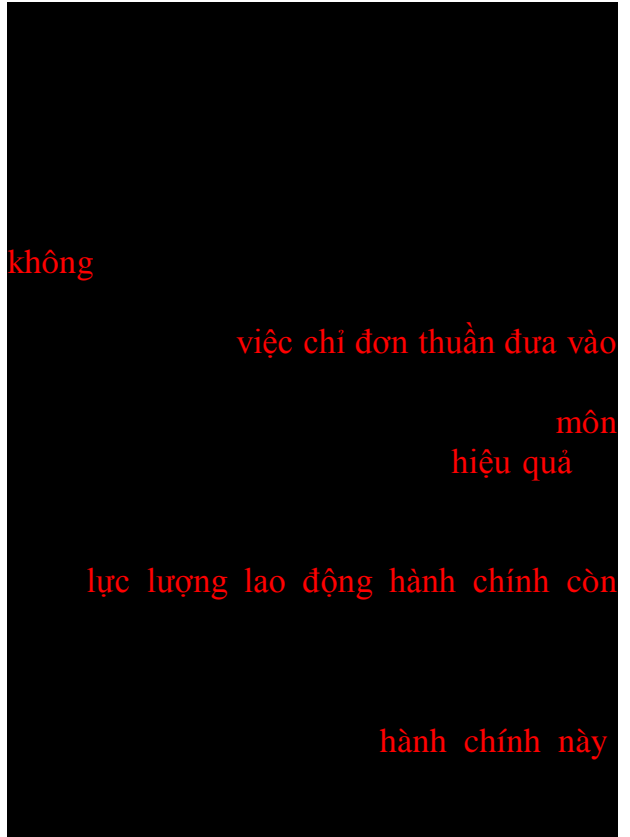 không
việc chỉ đơn thuần đưa vào
môn
hiệu quả
lực lượng lao động hành chính còn
hành chính này